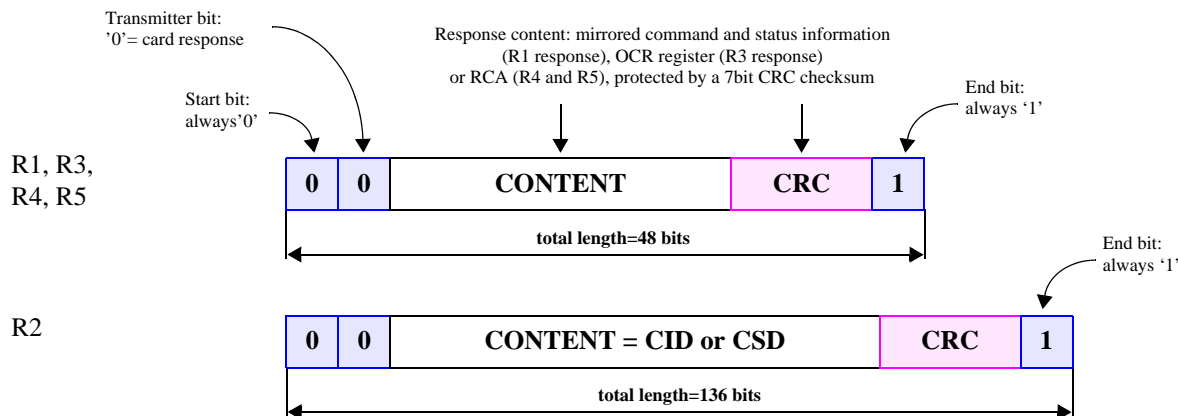 Transmitter bit:
’0’= card response
Response content: mirrored command and status information
(R1 response), OCR register (R3 response)
or RCA (R4 and R5), protected by a 7bit CRC checksum
Start bit:
always’0’
End bit:
always ‘1’
R1, R3,
R4, R5
0 0 CONTENT CRC 1
total length=48 bits
End bit:
always ‘1’
R2
0 0 CONTENT = CID or CSD CRC 1
total length=136 bits